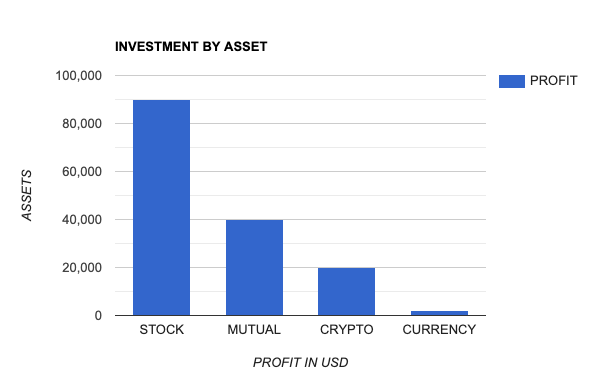 INVESTMENT BY ASSET
PROFIT
100,000
80,000
60,000
40,000
20,000
0
ASSETS
STOCK MUTUAL CRYPTO CURRENCY
PROFIT IN USD